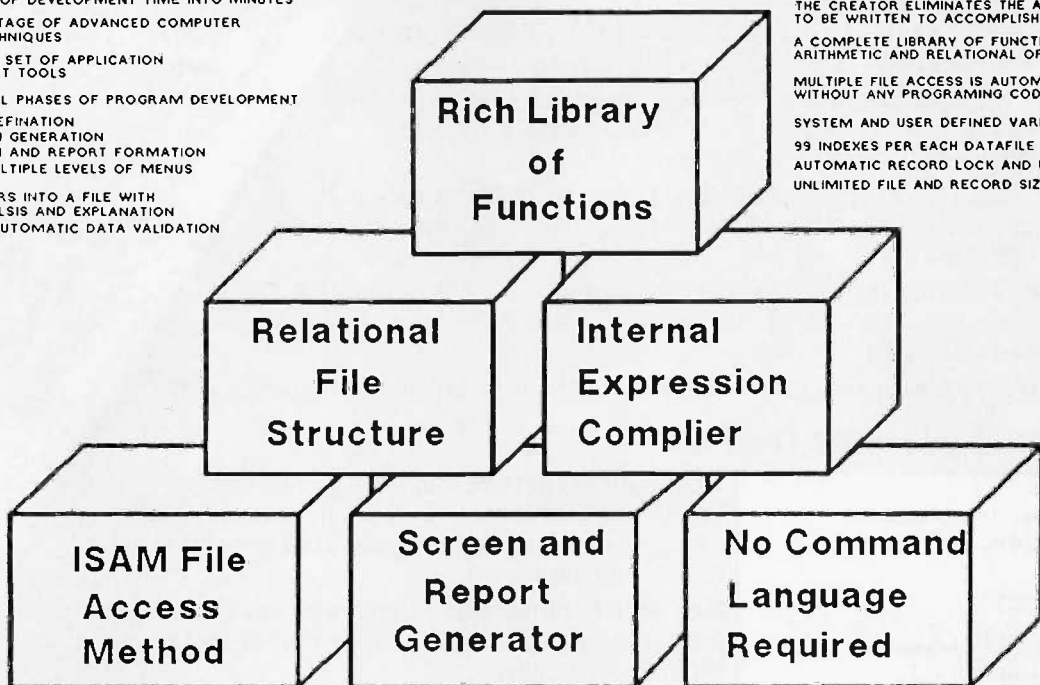 OF DEVELOPMENT TIME INTO MINUTES
TAGE OF ADVANCED COMPUTER
HNIQUES
SET OF APPLICATION
T TOOLS
L PHASES OF PROGRAM DEVELOPMENT
EFINATION
GENERATION
AND REPORT FORMATION
LTIPLE LEVELS OF MENUS
RS INTO A FILE WITH
LSIS AND EXPLANATION
UTOMATIC DATA VALIDATION
THE CREATOR ELIMINATES THE
TO BE WRITTEN TO ACCOMPLISH
A COMPLETE LIBRARY OF FUNCTI
ARITHMETIC AND RELATIONAL OP
MULTIPLE FILE ACCESS IS AUTOM
WITHOUT ANY PROGRAMING COD
SYSTEM AND USER DEFINED VARI
99 INDEXES PER EACH DATAFILE
AUTOMATIC RECORD LOCK AND
UNLIMITED FILE AND RECORD SIZ
Rich Library
of
Functions
Relational
File
Structure
Internal
Expression
Complier
ISAM File
Access
Method
Screen and
Report
Generator
No Command
Language
Required